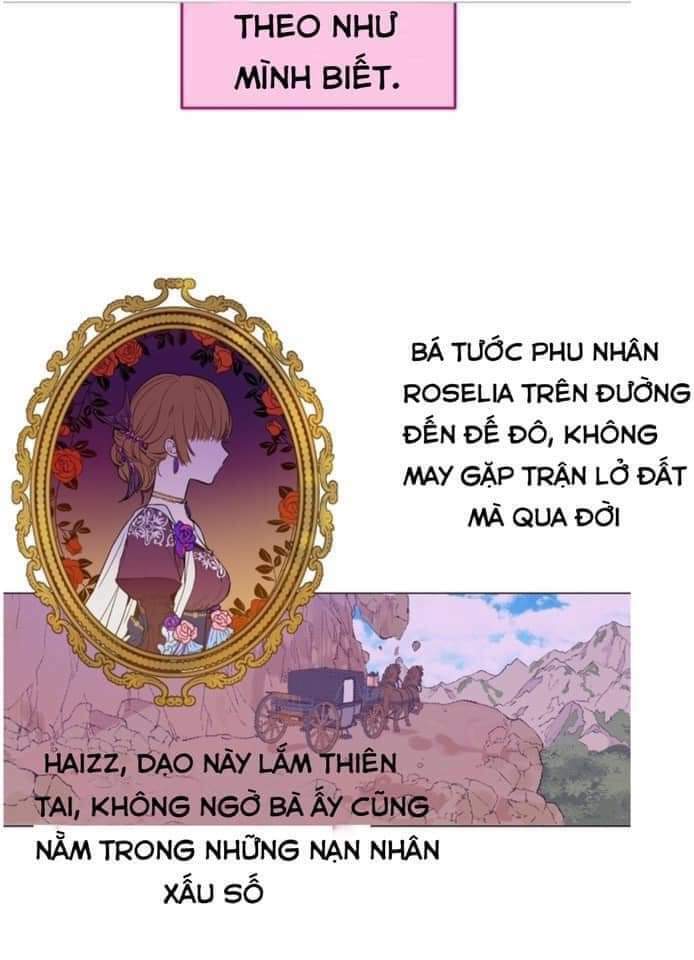 THEO NHƯ
MÌNH BIẾT.
BÁ TƯỚC PHU NHÂN
ROSELIA TRÊN ĐƯỜNG
ĐẾN ĐẾ ĐÔ, KHÔNG
MAY GẶP TRẬN LỞ ĐẤT
MÀ QUA ĐỜI
HAIZZ, DẠO NÀY LẮM THIÊN
TAI, KHÔNG NGỜ BÀ ẤY CŨNG
NẰM TRONG NHỮNG NẠN NHÂN
XẤU SỐ